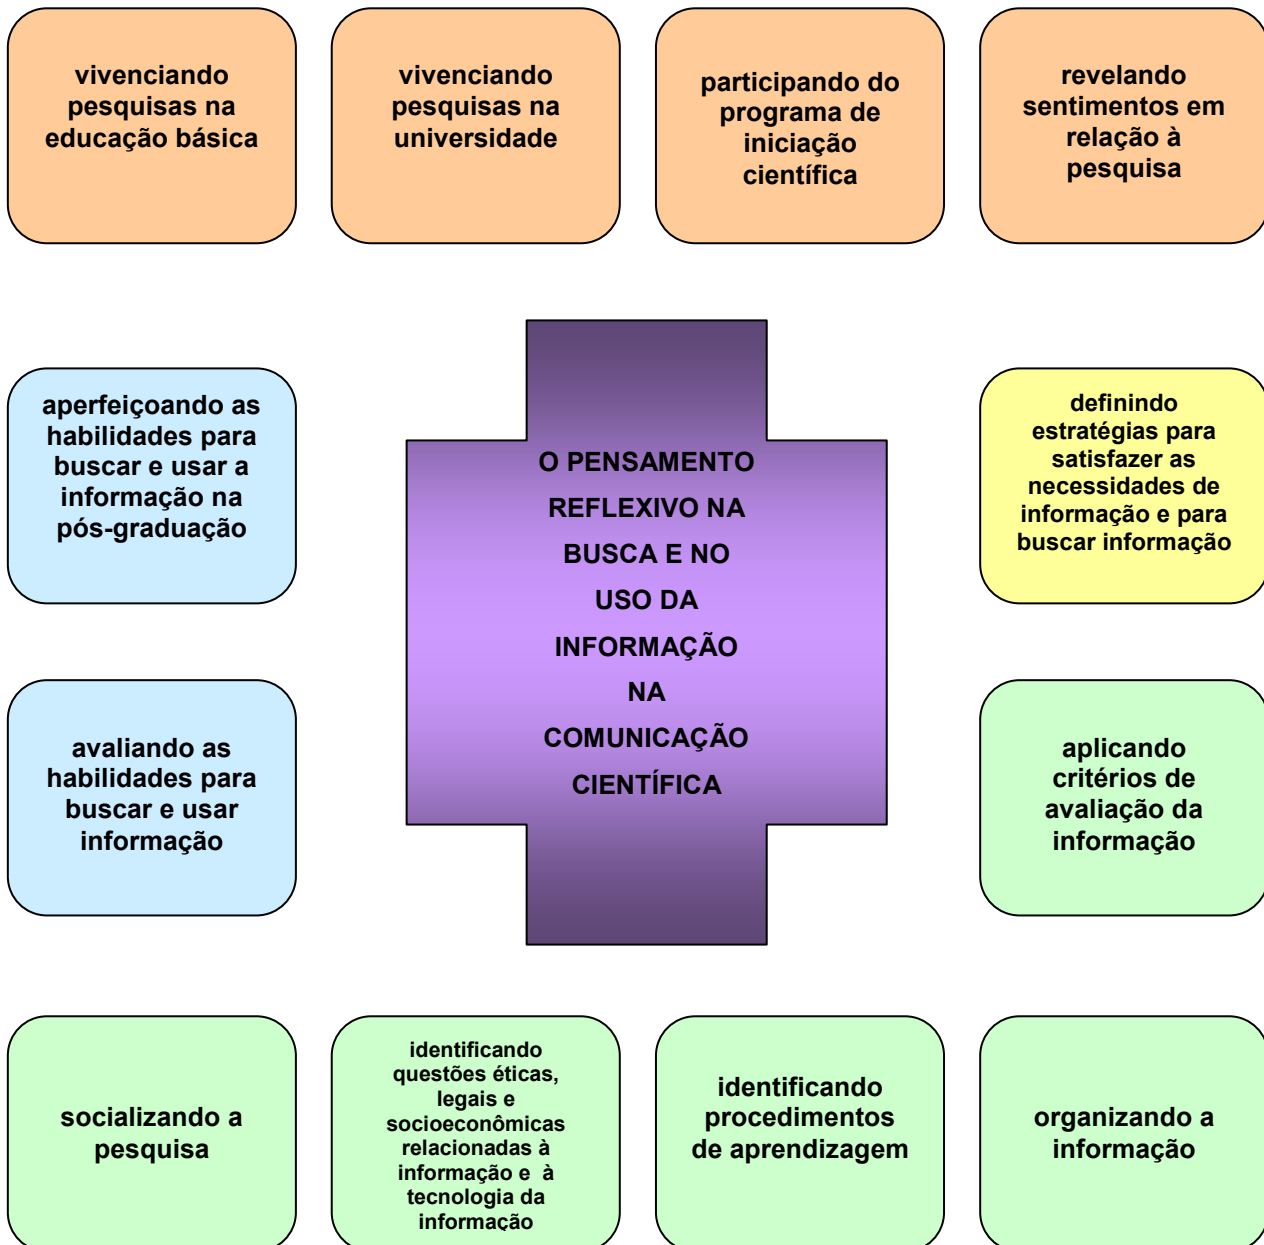 vivenciando
pesquisas na
educação básica
vivenciando
pesquisas na
universidade
participando do
programa de
iniciação
científica
revelando
sentimentos em
relação à
pesquisa
aperfeiçoando as
habilidades para
buscar e usar a
informação na
pós-graduação
O PENSAMENTO
REFLEXIVO NA
BUSCA E NO
USO DA
INFORMAÇÃO
NA
COMUNICAÇÃO
CIENTÍFICA
definindo
estratégias para
satisfazer as
necessidades de
informação e para
buscar informação
avaliando as
habilidades para
buscar e usar
informação
aplicando
critérios de
avaliação da
informação
socializando a
pesquisa
identificando
questões éticas,
legais e
socioeconômicas
relacionadas à
informação e à
tecnologia da
informação
identificando
procedimentos
de aprendizagem
organizando a
informação